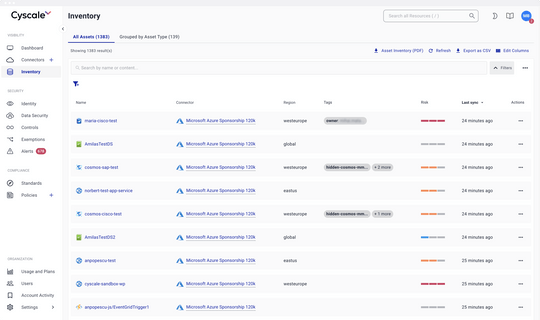 Cyscale
Inventory
Search all Resources ( / )
VISIBILITY
Dashboard
Connectors
Inventory
SECURITY
Identity
Data Security
Controls
Exemptions
Alerts
COMPLIANCE
Standards
Policies
ORGANIZATION
Usage and Plans
Users
Account Activity
Settings
All Assets (1383) Grouped by Asset Type (139)
Showing 1383 result(s)
Asset Inventory (PDF) Refresh Export as CSV Edit Columns
Search by name or content...
Filters
Name Connector Region Tags Risk Last sync Actions
maria-cisco-test Microsoft Azure Sponsorship 120k westeurope owner 24 minutes ago
AmilasTestDS Microsoft Azure Sponsorship 120k global 24 minutes ago
cosmos-sap-test Microsoft Azure Sponsorship 120k westeurope hidden-cosmos-mm... + 2 more 24 minutes ago
norbert-test-app-service Microsoft Azure Sponsorship 120k eastus 24 minutes ago
cosmos-cisco-test Microsoft Azure Sponsorship 120k westeurope hidden-cosmos-mm... + 1 more 24 minutes ago
AmilasTestDS2 Microsoft Azure Sponsorship 120k global 24 minutes ago
anpopescu-test Microsoft Azure Sponsorship 120k eastus 25 minutes ago
cyscale-sandbox-wp Microsoft Azure Sponsorship 120k westeurope 25 minutes ago
anpopescu-js/EventGridTrigger1 Microsoft Azure Sponsorship 120k eastus 25 minutes ago